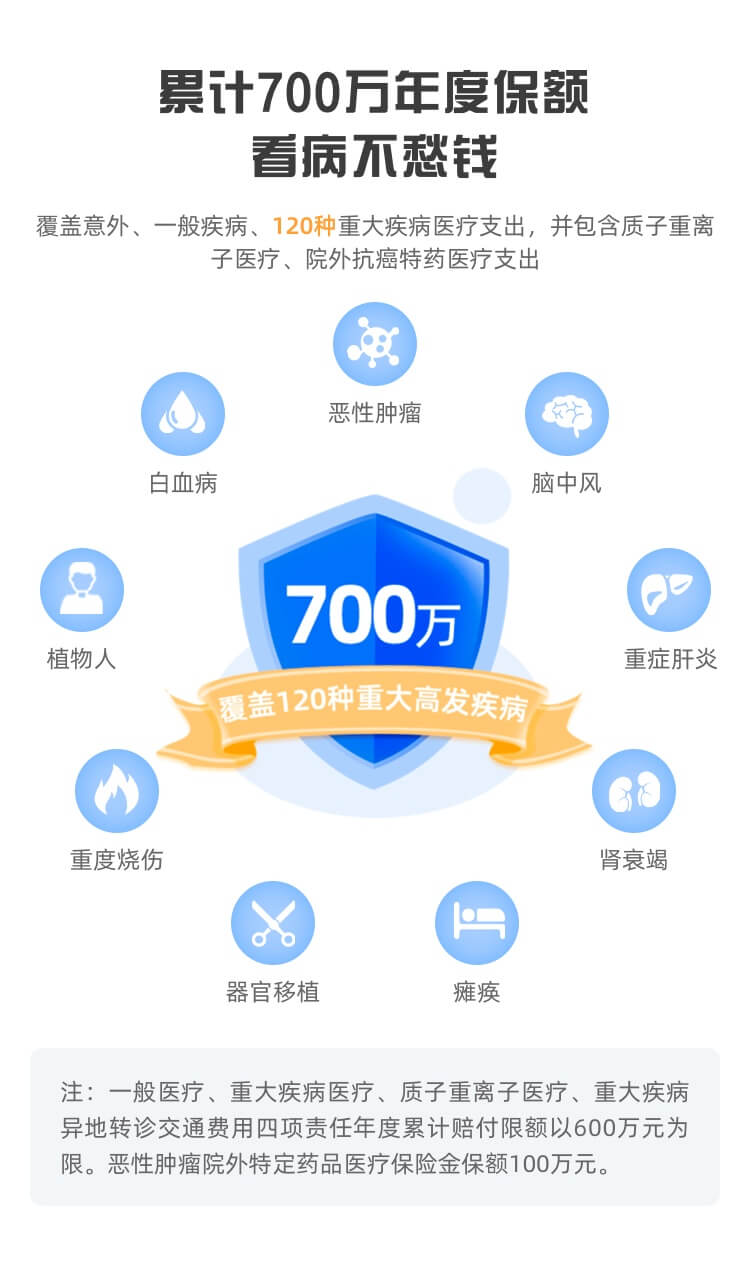 累计700万年度保额
看病不愁钱
覆盖意外、一般疾病、120种重大疾病医疗支出，并包含质子重离
子医疗、院外抗癌特药医疗支出
恶性肿瘤
白血病
脑中风
700万
植物人
重症肝炎
覆盖120种重大高发疾病
重度烧伤
肾衰竭
器官移植
瘫痪
注：一般医疗、重大疾病医疗、质子重离子医疗、重大疾病
异地转诊交通费用四项责任年度累计赔付限额以600万元为
限。恶性肿瘤院外特定药品医疗保险金保额100万元。